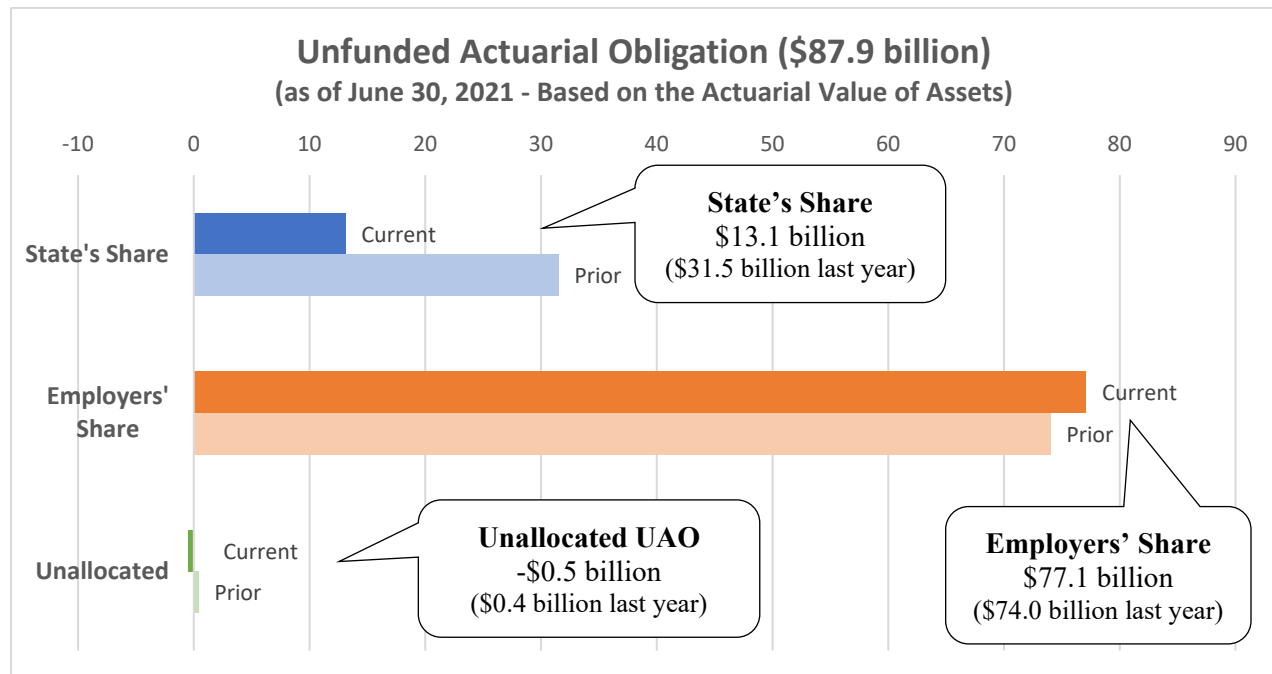 Unfunded Actuarial Obligation ($87.9 billion)
(as of June 30, 2021 - Based on the Actuarial Value of Assets)
-10 0 10 20 30 40 50 60 70 80 90
State's Share
Current
Prior
State’s Share
$13.1 billion
($31.5 billion last year)
Employers'
Share
Current
Prior
Employers’ Share
$77.1 billion
($74.0 billion last year)
Unallocated
Current
Prior
Unallocated UAO
-$0.5 billion
($0.4 billion last year)